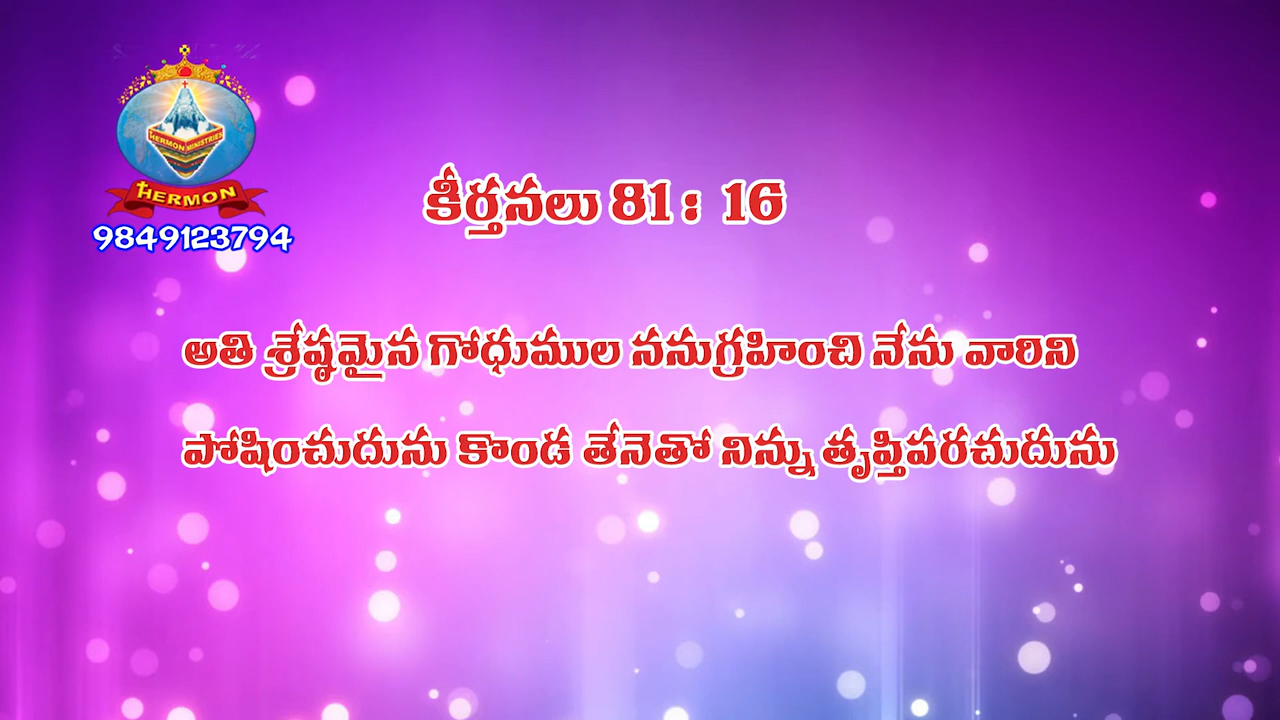 HERMON MINISTRIES
HERMON
9849123794
కీర్తనలు 81 : 16
అతి శ్రేష్ఠమైన గోధుముల ననుగ్రహించి నేను వారిని
పోషించుదును కొండ తేనెతో నిన్ను తృప్తిపరచుదును